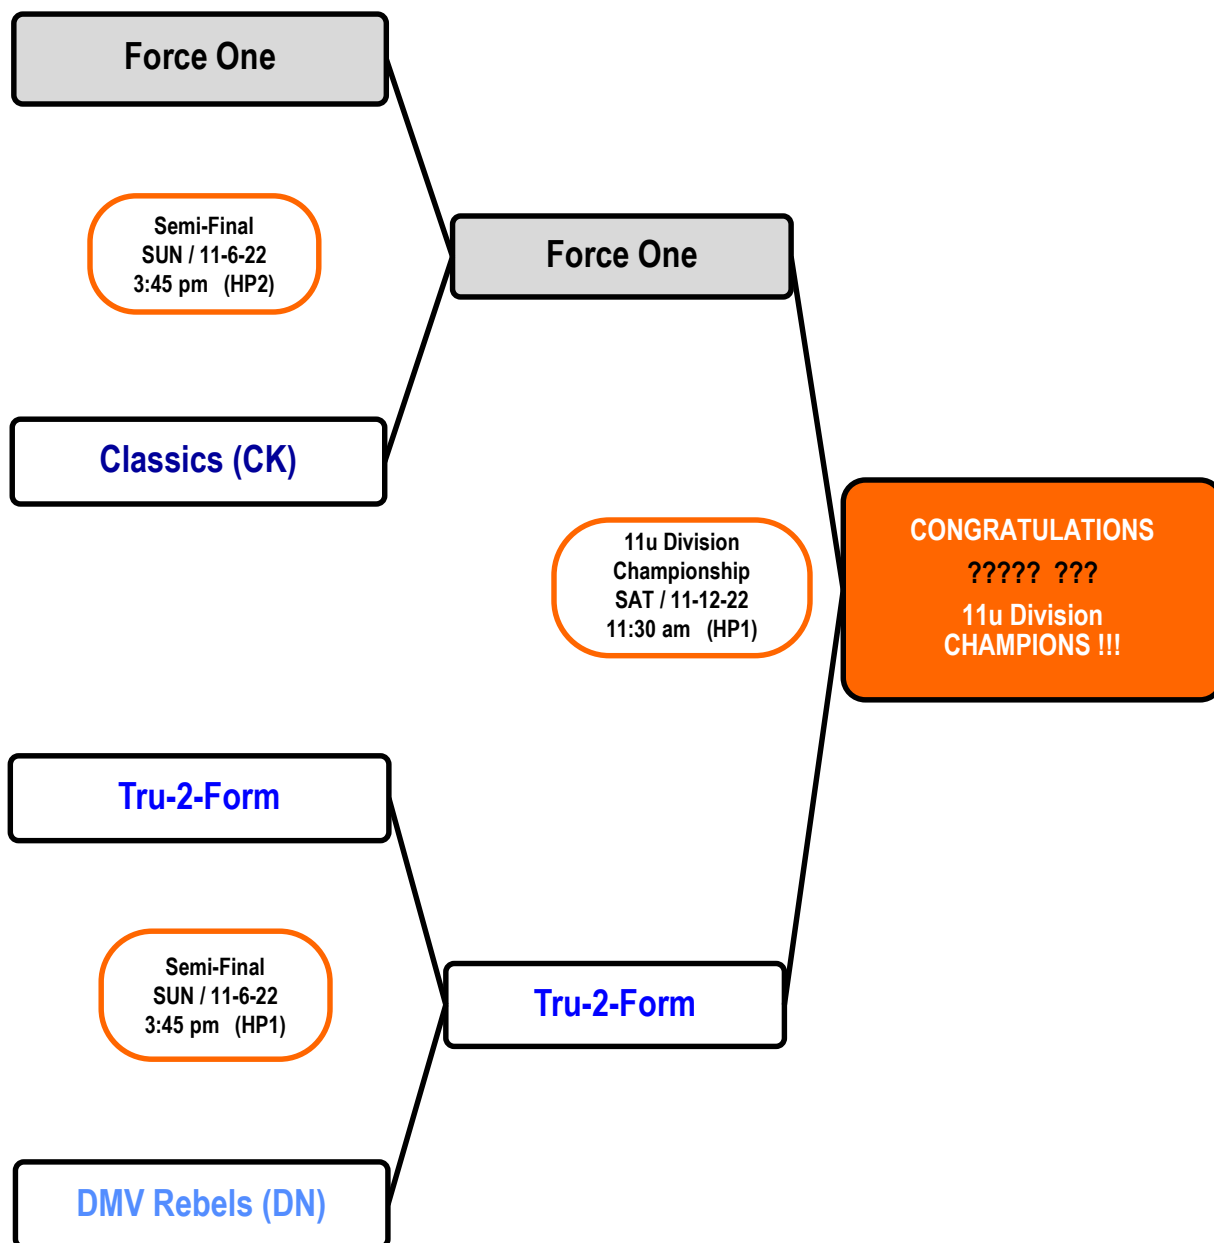 Force One
Semi-Final
SUN / 11-6-22
3:45 pm (HP2)
Force One
Classics (CK)
11u Division
Championship
SAT / 11-12-22
11:30 am (HP1)
CONGRATULATIONS
????? ???
11u Division
CHAMPIONS !!!
Tru-2-Form
Semi-Final
SUN / 11-6-22
3:45 pm (HP1)
Tru-2-Form
DMV Rebels (DN)